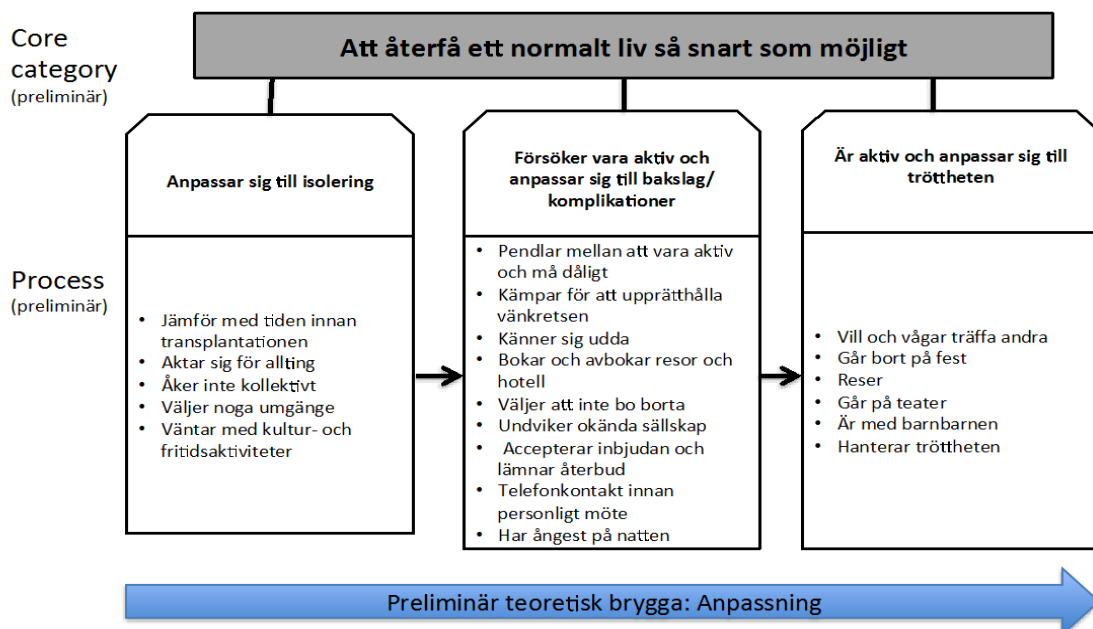 Core
category
(preliminär)
Att återfå ett normalt liv så snart som möjligt
Anpassar sig till isolering
Försöker vara aktiv och
anpassar sig till bakslag/
komplikationer
Är aktiv och anpassar sig till
tröttheten
Process
(preliminär)
• Jämför med tiden innan
transplantationen
• Aktar sig för allting
• Åker inte kollektivt
• Väljer noga umgänge
• Väntar med kultur- och
fritidsaktiviteter
• Pendlar mellan att vara aktiv
och må dåligt
• Kämpar för att upprätthålla
vänkretsen
• Känner sig udda
• Bokar och avbokar resor och
hotell
• Väljer att inte bo borta
• Undviker okända sällskap
• Accepterar inbjudan och
lämnar återbud
• Telefonkontakt innan
personligt möte
• Har ångest på natten
• Vill och vågar träffa andra
• Går bort på fest
• Reser
• Går på teater
• Är med barnbarnen
• Hanterar tröttheten
Preliminär teoretisk brygga: Anpassning